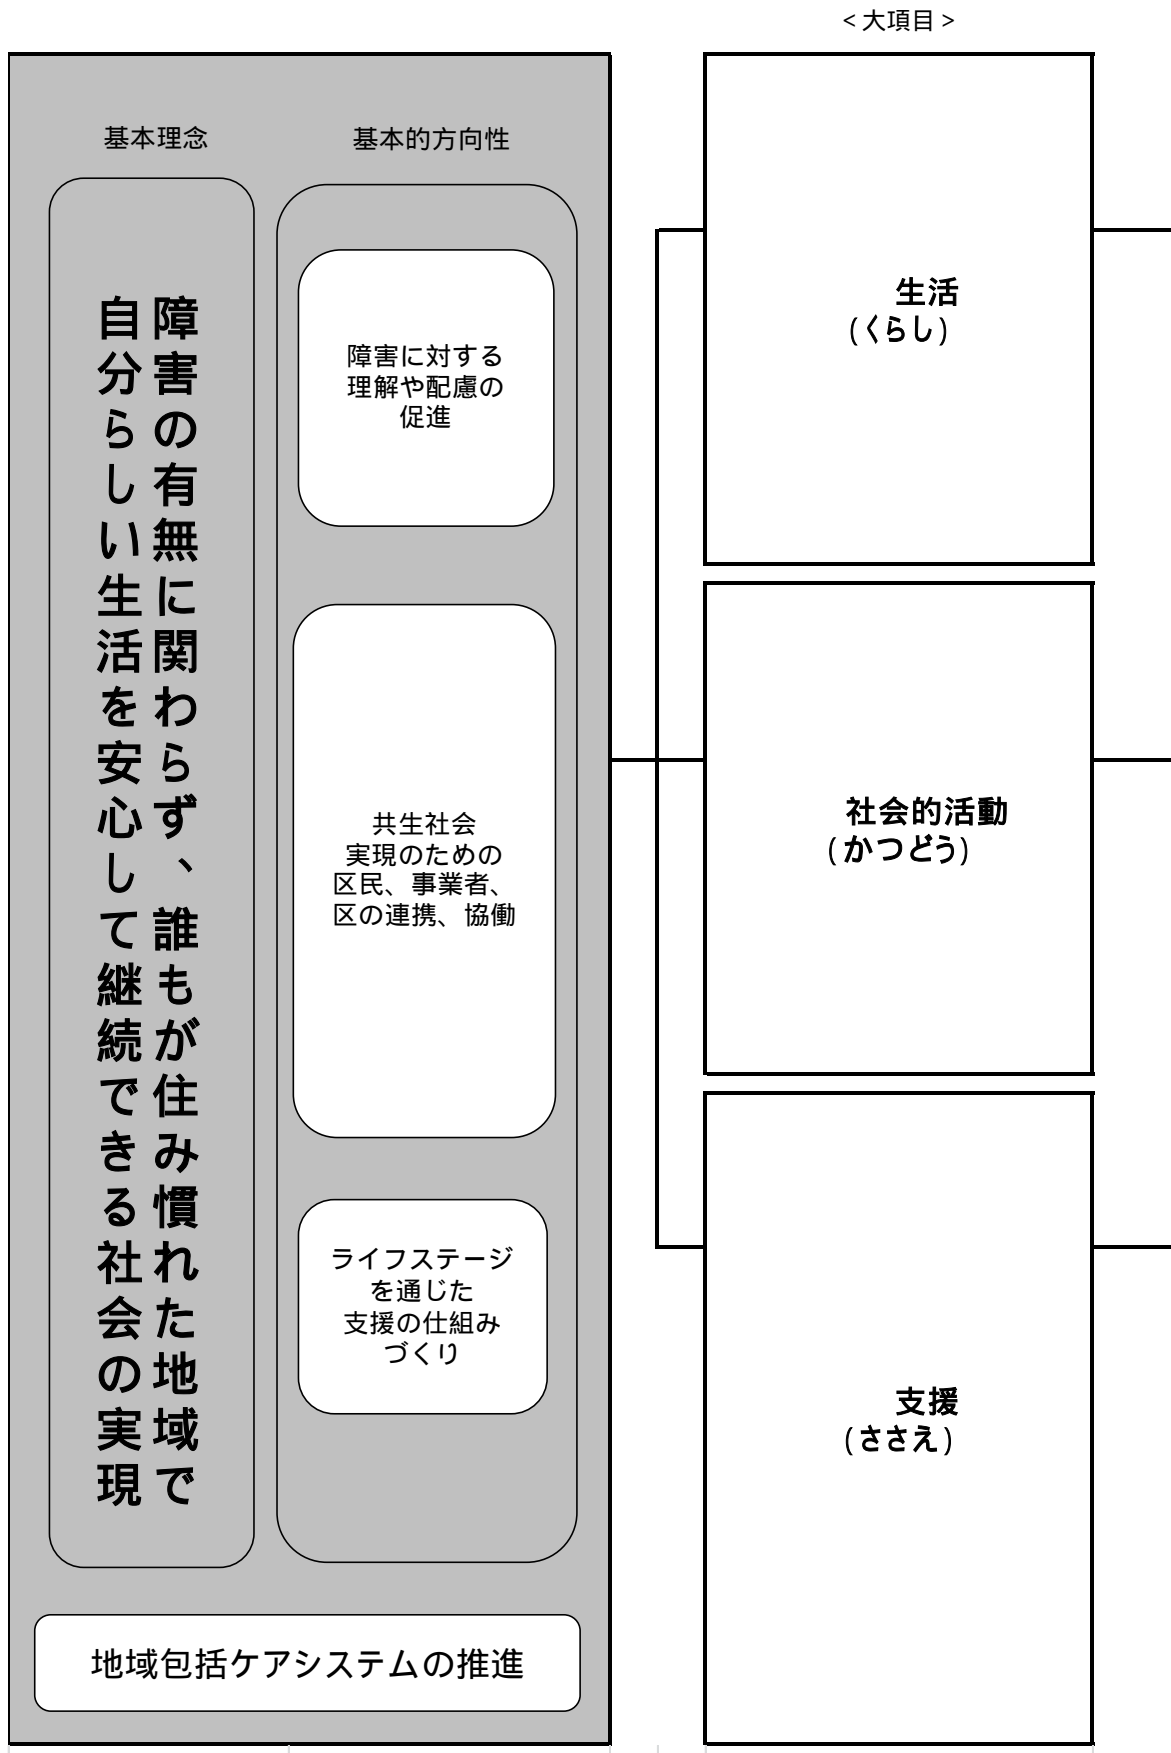 <大項目>
基本理念
基本的方向性
障害の有無に関わらず、誰もが住み慣れた地域で
自分らしい生活を安心して継続できる社会の実現
障害に対する
理解や配慮の
促進
共生社会
実現のための
区民、事業者、
区の連携、協働
ライフステージ
を通じた
支援の仕組み
づくり
地域包括ケアシステムの推進
生活
(くらし)
社会的活動
(かつどう)
支援
(ささえ)